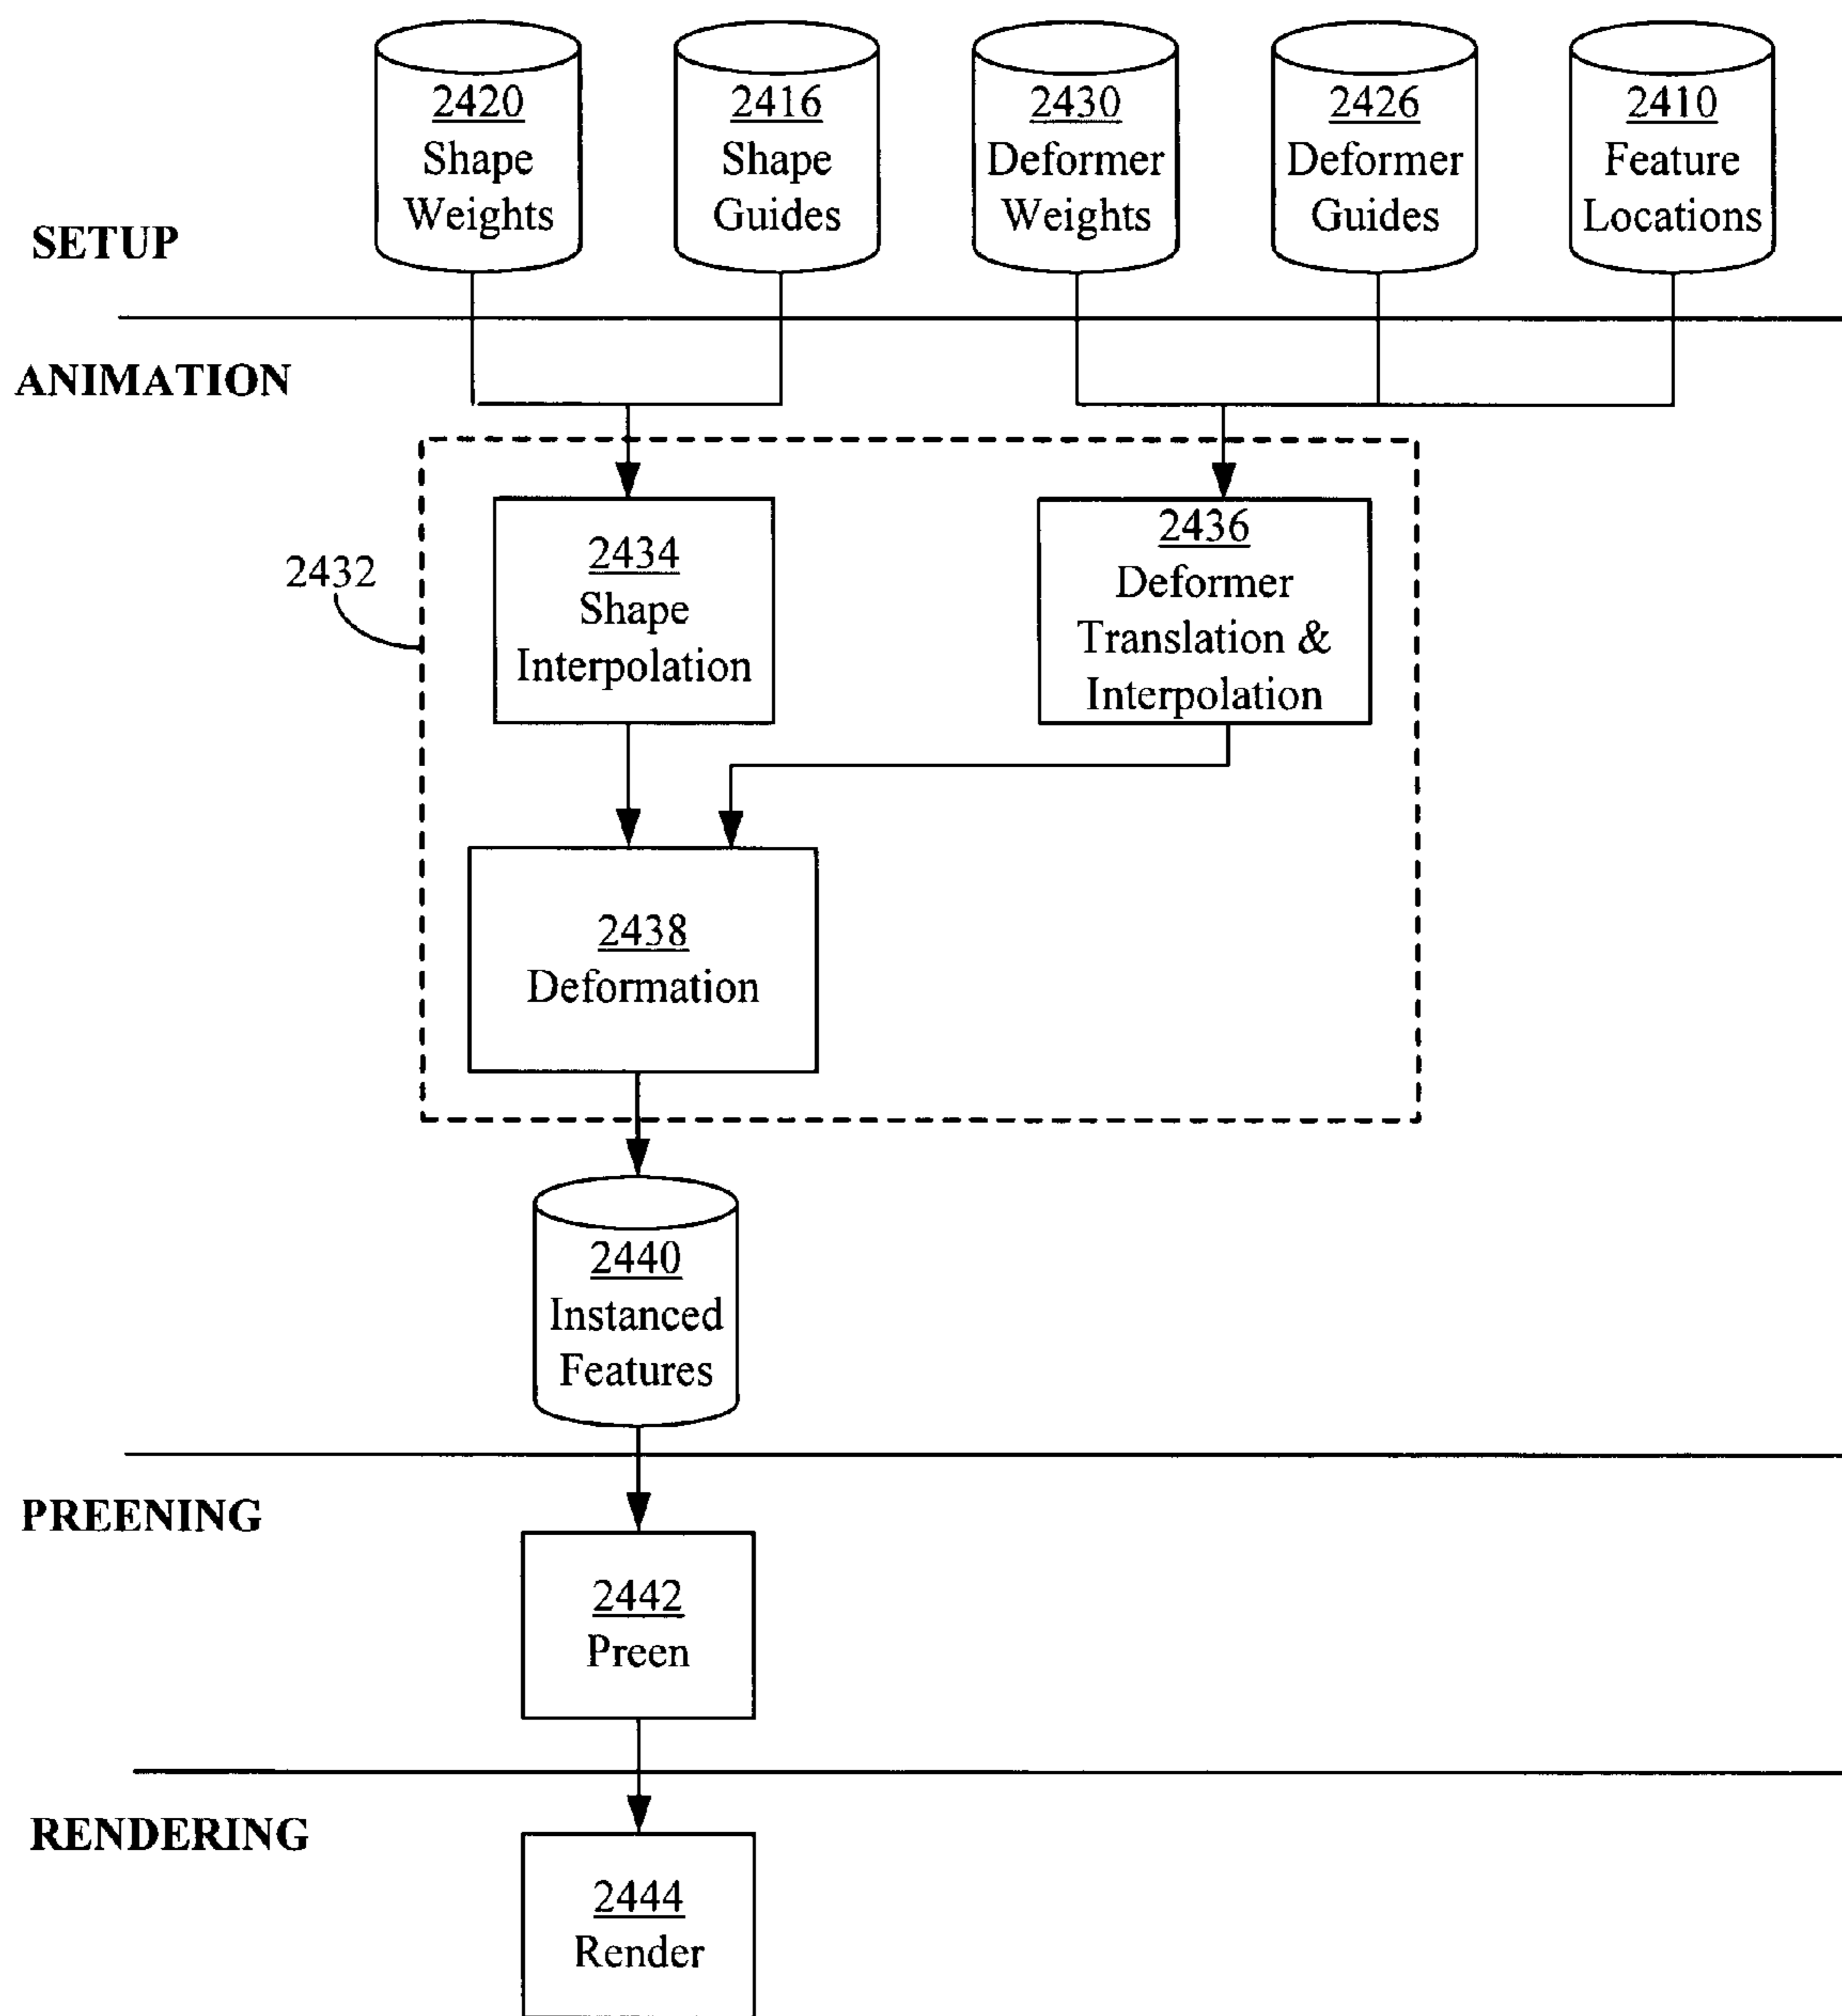 2420
Shape
Weights
2416
Shape
Guides
2430
Deformer
Weights
2426
Deformer
Guides
2410
Feature
Locations
SETUP
ANIMATION
2432
2434
Shape
Interpolation
2436
Deformer
Translation &
Interpolation
2438
Deformation
2440
Instanced
Features
PREENING
2442
Preen
RENDERING
2444
Render